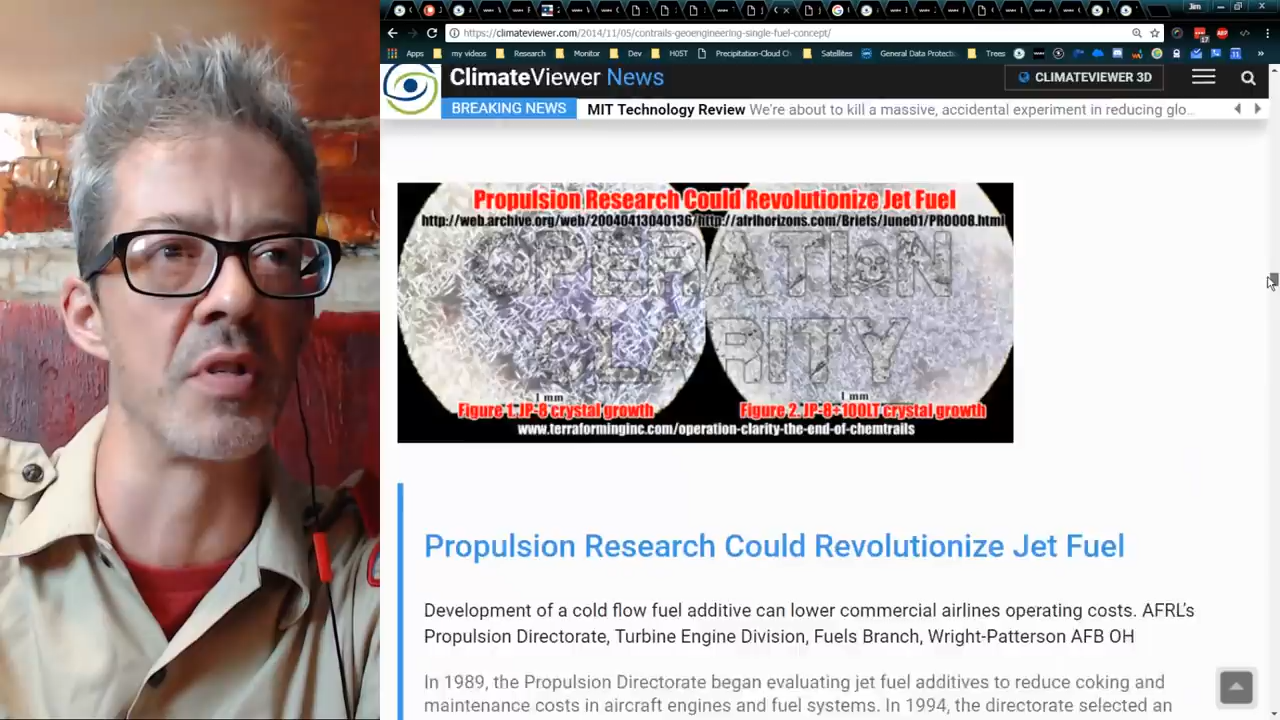 Jim
https://climateviewer.com/2014/11/05/contrails-geoengineering-single-fuel-concept/
Apps
my videos
Research
Monitor
Dev
H05T
Precipitation-Cloud Ch
Satellites
General Data Protectio
Trees
ClimateViewer News
CLIMATEVIEWER 3D
BREAKING NEWS
MIT Technology Review We're about to kill a massive, accidental experiment in reducing glo...
Propulsion Research Could Revolutionize Jet Fuel
http://web.archive.org/web/20040413040136/http://afrlhorizons.com/Briefs/June01/PR0008.html
OPERATION
CLARITY
1 mm
1 mm
Figure 1. JP-8 crystal growth
Figure 2. JP-8+100LT crystal growth
www.terraforminginc.com/operation-clarity-the-end-of-chemtrails
Propulsion Research Could Revolutionize Jet Fuel
Development of a cold flow fuel additive can lower commercial airlines operating costs. AFRL's
Propulsion Directorate, Turbine Engine Division, Fuels Branch, Wright-Patterson AFB OH
In 1989, the Propulsion Directorate began evaluating jet fuel additives to reduce coking and
maintenance costs in aircraft engines and fuel systems. In 1994, the directorate selected an